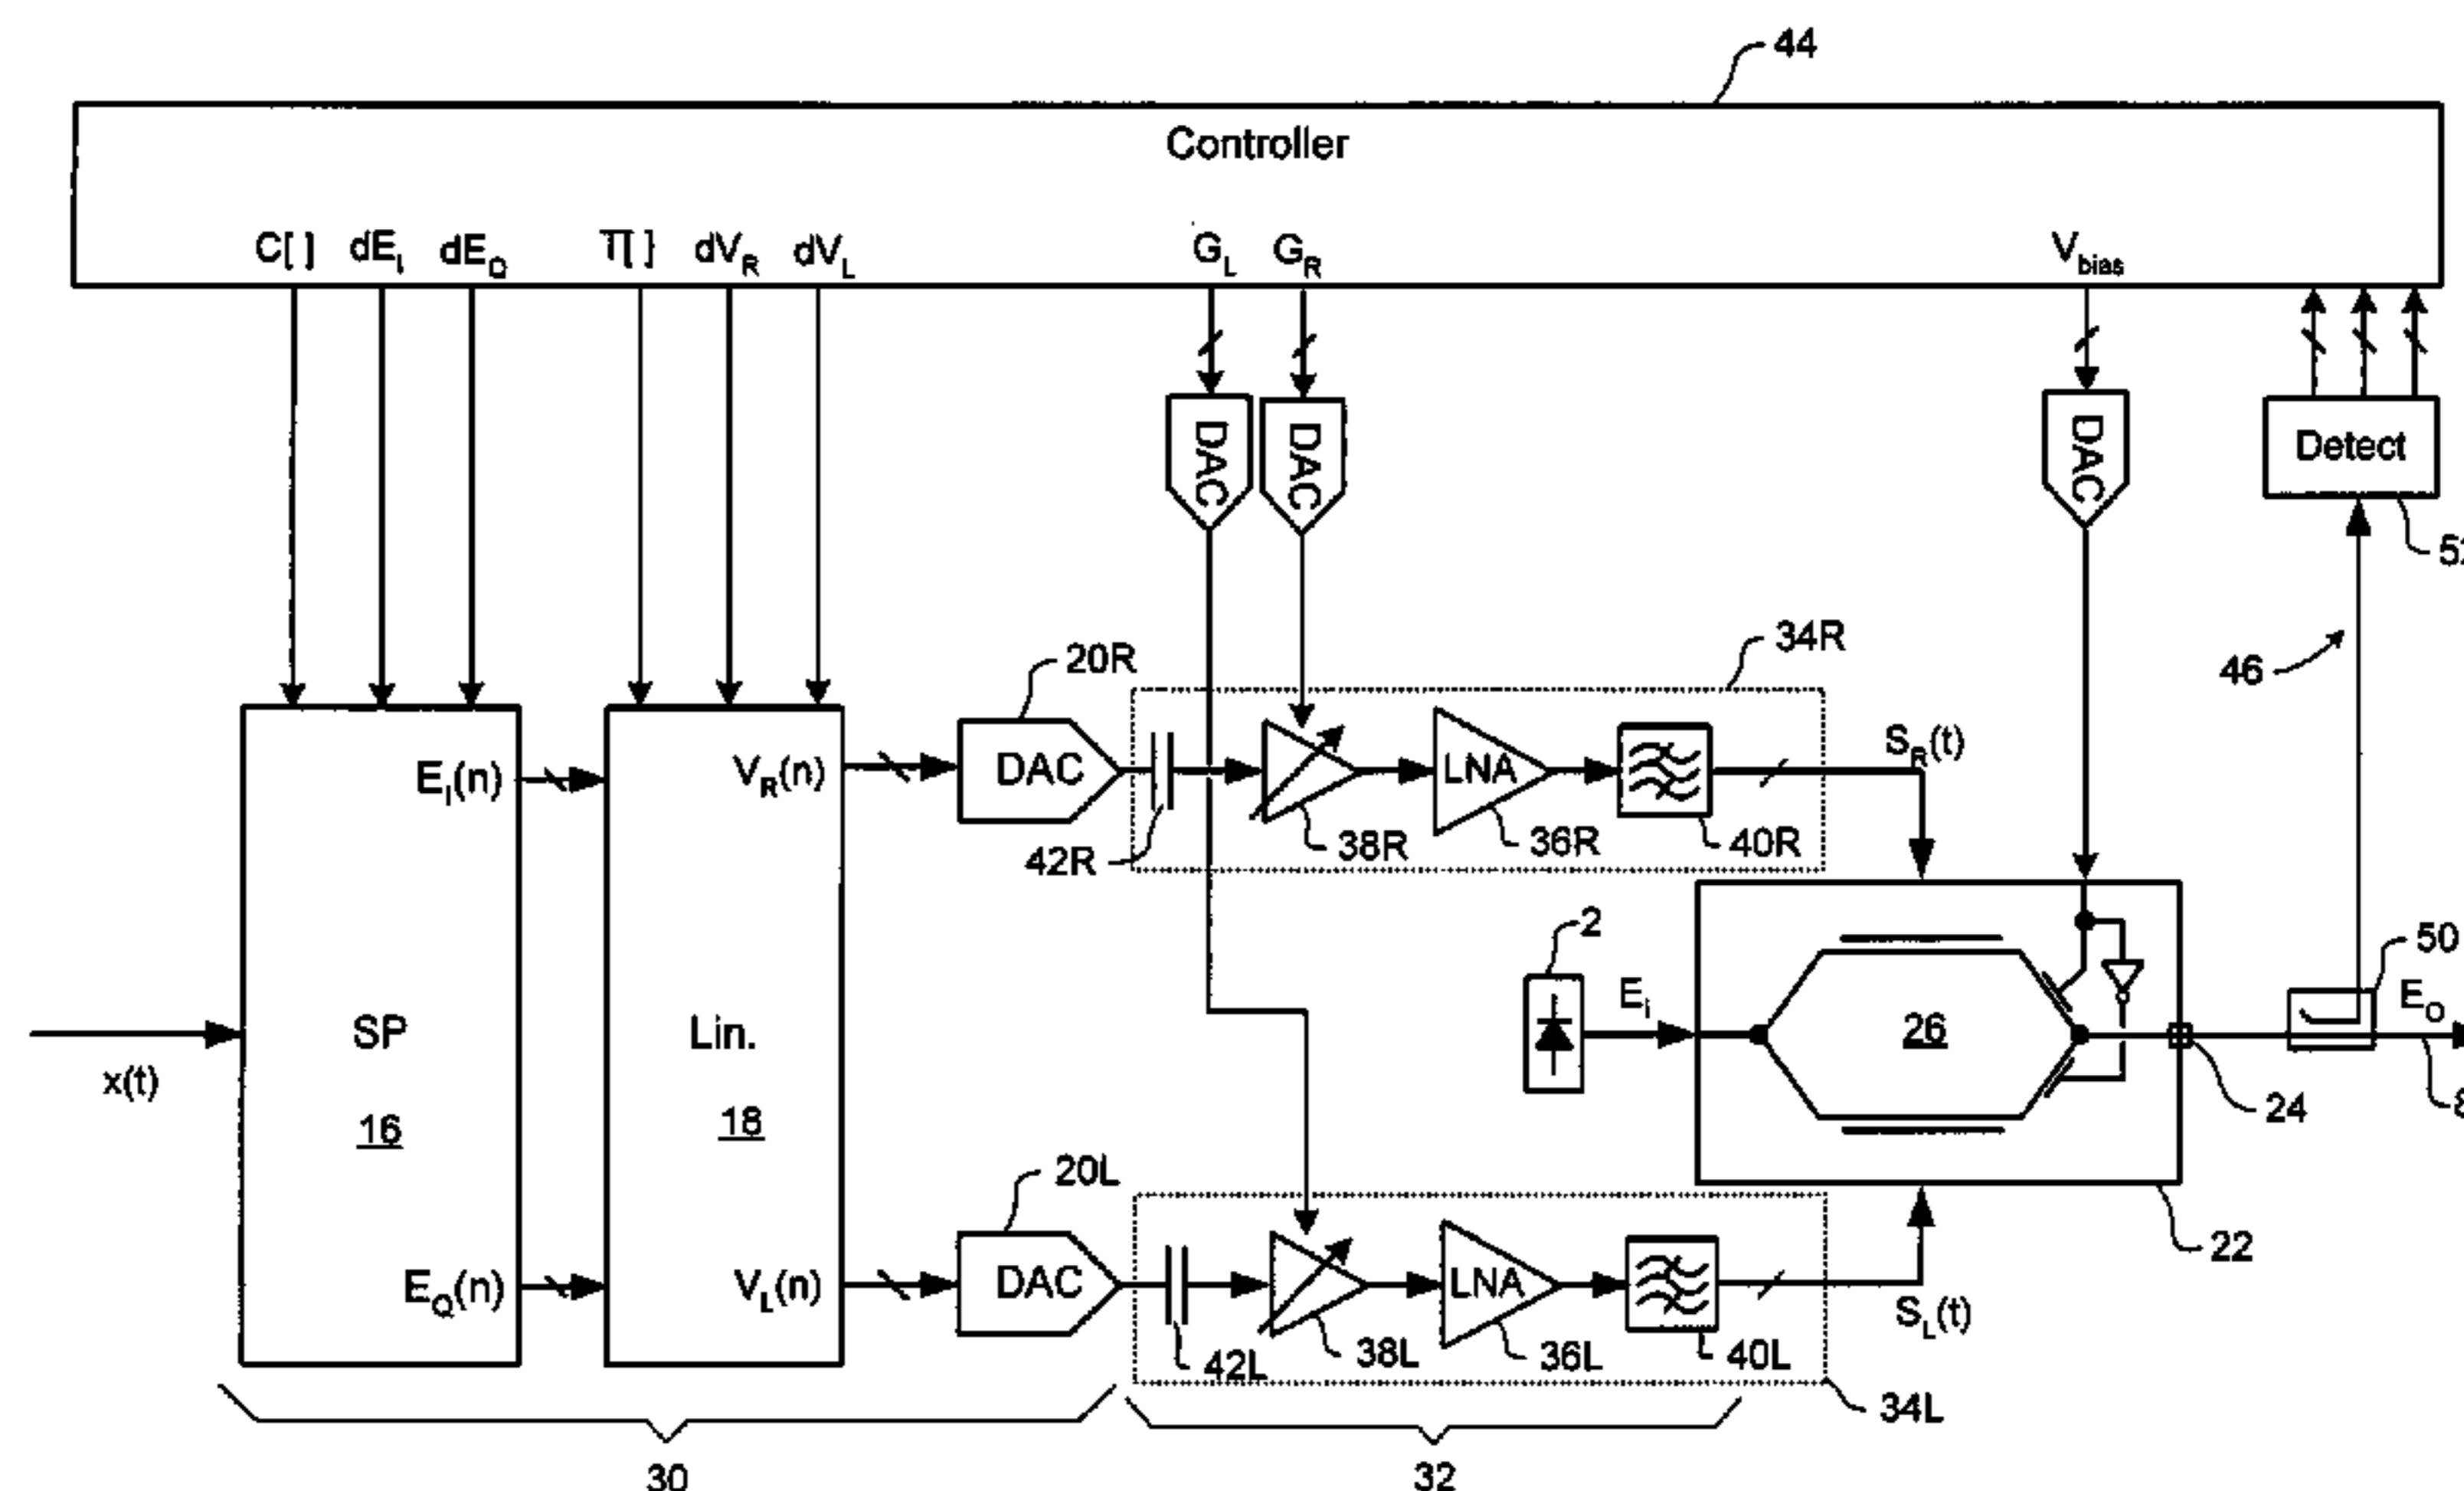 44
Controller
C[ ] dE_I dE_Q T[ ] dV_R dV_L G_L G_R V_bias
DAC DAC DAC Detect
46
20R 34R
E_I(n) V_R(n) DAC LNA S_R(t)
42R 38R 36R 40R
2 50
E_I E_O
SP Lin. 26
x(t) 24
16 18
20L 22
E_Q(n) V_L(n) DAC LNA S_L(t)
42L 38L 36L 40L
34L
30 32